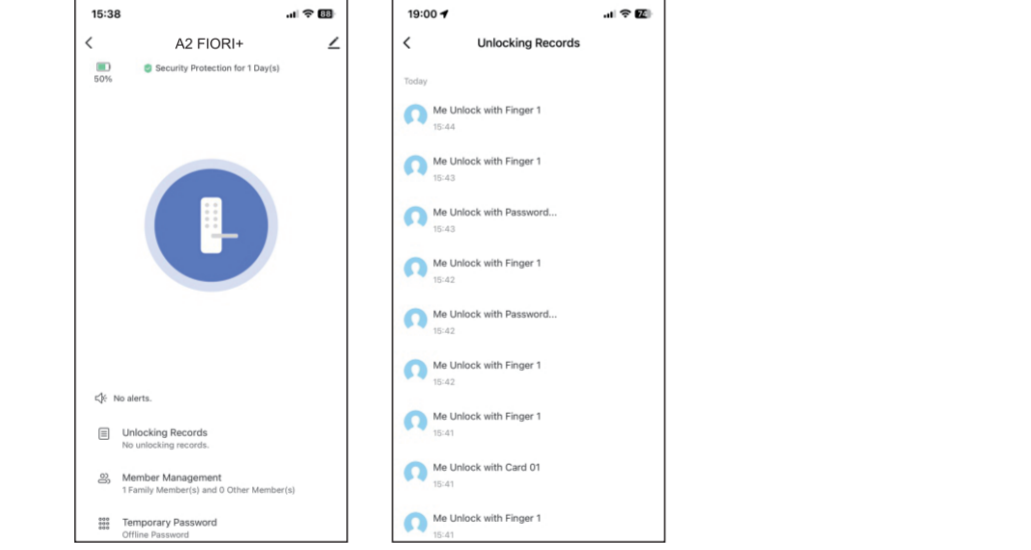 15:38
88
A2 FIORI+
50%
Security Protection for 1 Day(s)
No alerts.
Unlocking Records
No unlocking records.
Member Management
1 Family Member(s) and 0 Other Member(s)
Temporary Password
Offline Password
19:00
74
Unlocking Records
Today
Me Unlock with Finger 1
15:44
Me Unlock with Finger 1
15:43
Me Unlock with Password...
15:43
Me Unlock with Finger 1
15:42
Me Unlock with Password...
15:42
Me Unlock with Finger 1
15:42
Me Unlock with Finger 1
15:41
Me Unlock with Card 01
15:41
Me Unlock with Finger 1
15:41